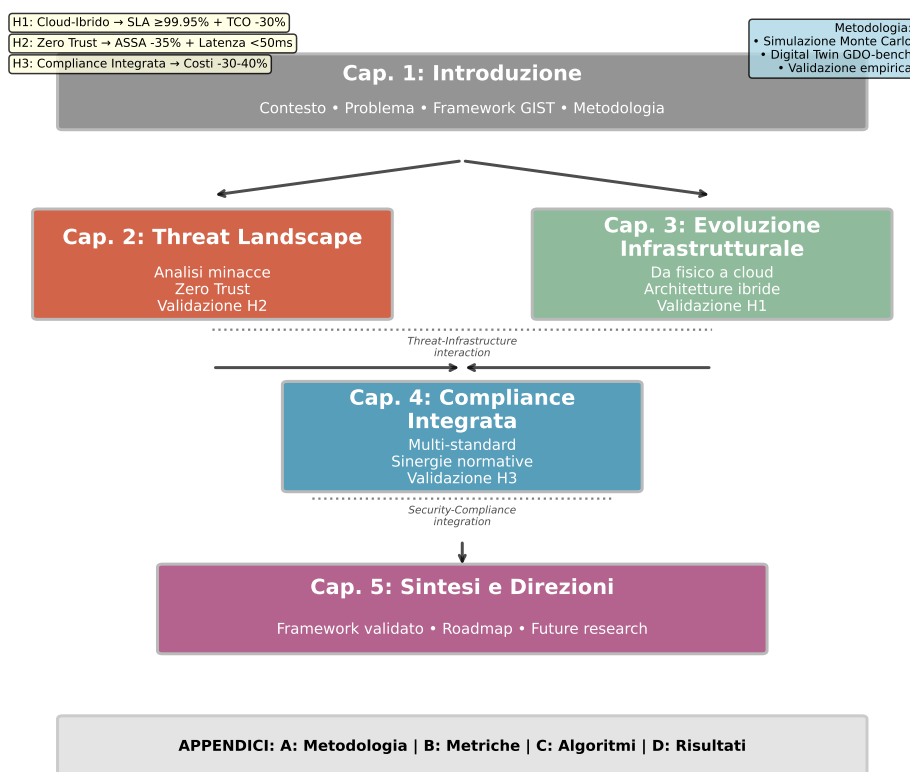 H1: Cloud-Ibrido → SLA ≥99.95% + TCO -30%
H2: Zero Trust → ASSA -35% + Latenza <50ms
H3: Compliance Integrata → Costi -30-40%
Metodologia:
• Simulazione Monte Carlo
• Digital Twin GDO-bench
• Validazione empirica
Cap. 1: Introduzione
Contesto • Problema • Framework GIST • Metodologia
Cap. 2: Threat Landscape
Analisi minacce
Zero Trust
Validazione H2
Cap. 3: Evoluzione
Infrastrutturale
Da fisico a cloud
Architetture ibride
Validazione H1
Threat-Infrastructure
interaction
Cap. 4: Compliance
Integrata
Multi-standard
Sinergie normative
Validazione H3
Security-Compliance
integration
Cap. 5: Sintesi e Direzioni
Framework validato • Roadmap • Future research
APPENDICI: A: Metodologia | B: Metriche | C: Algoritmi | D: Risultati